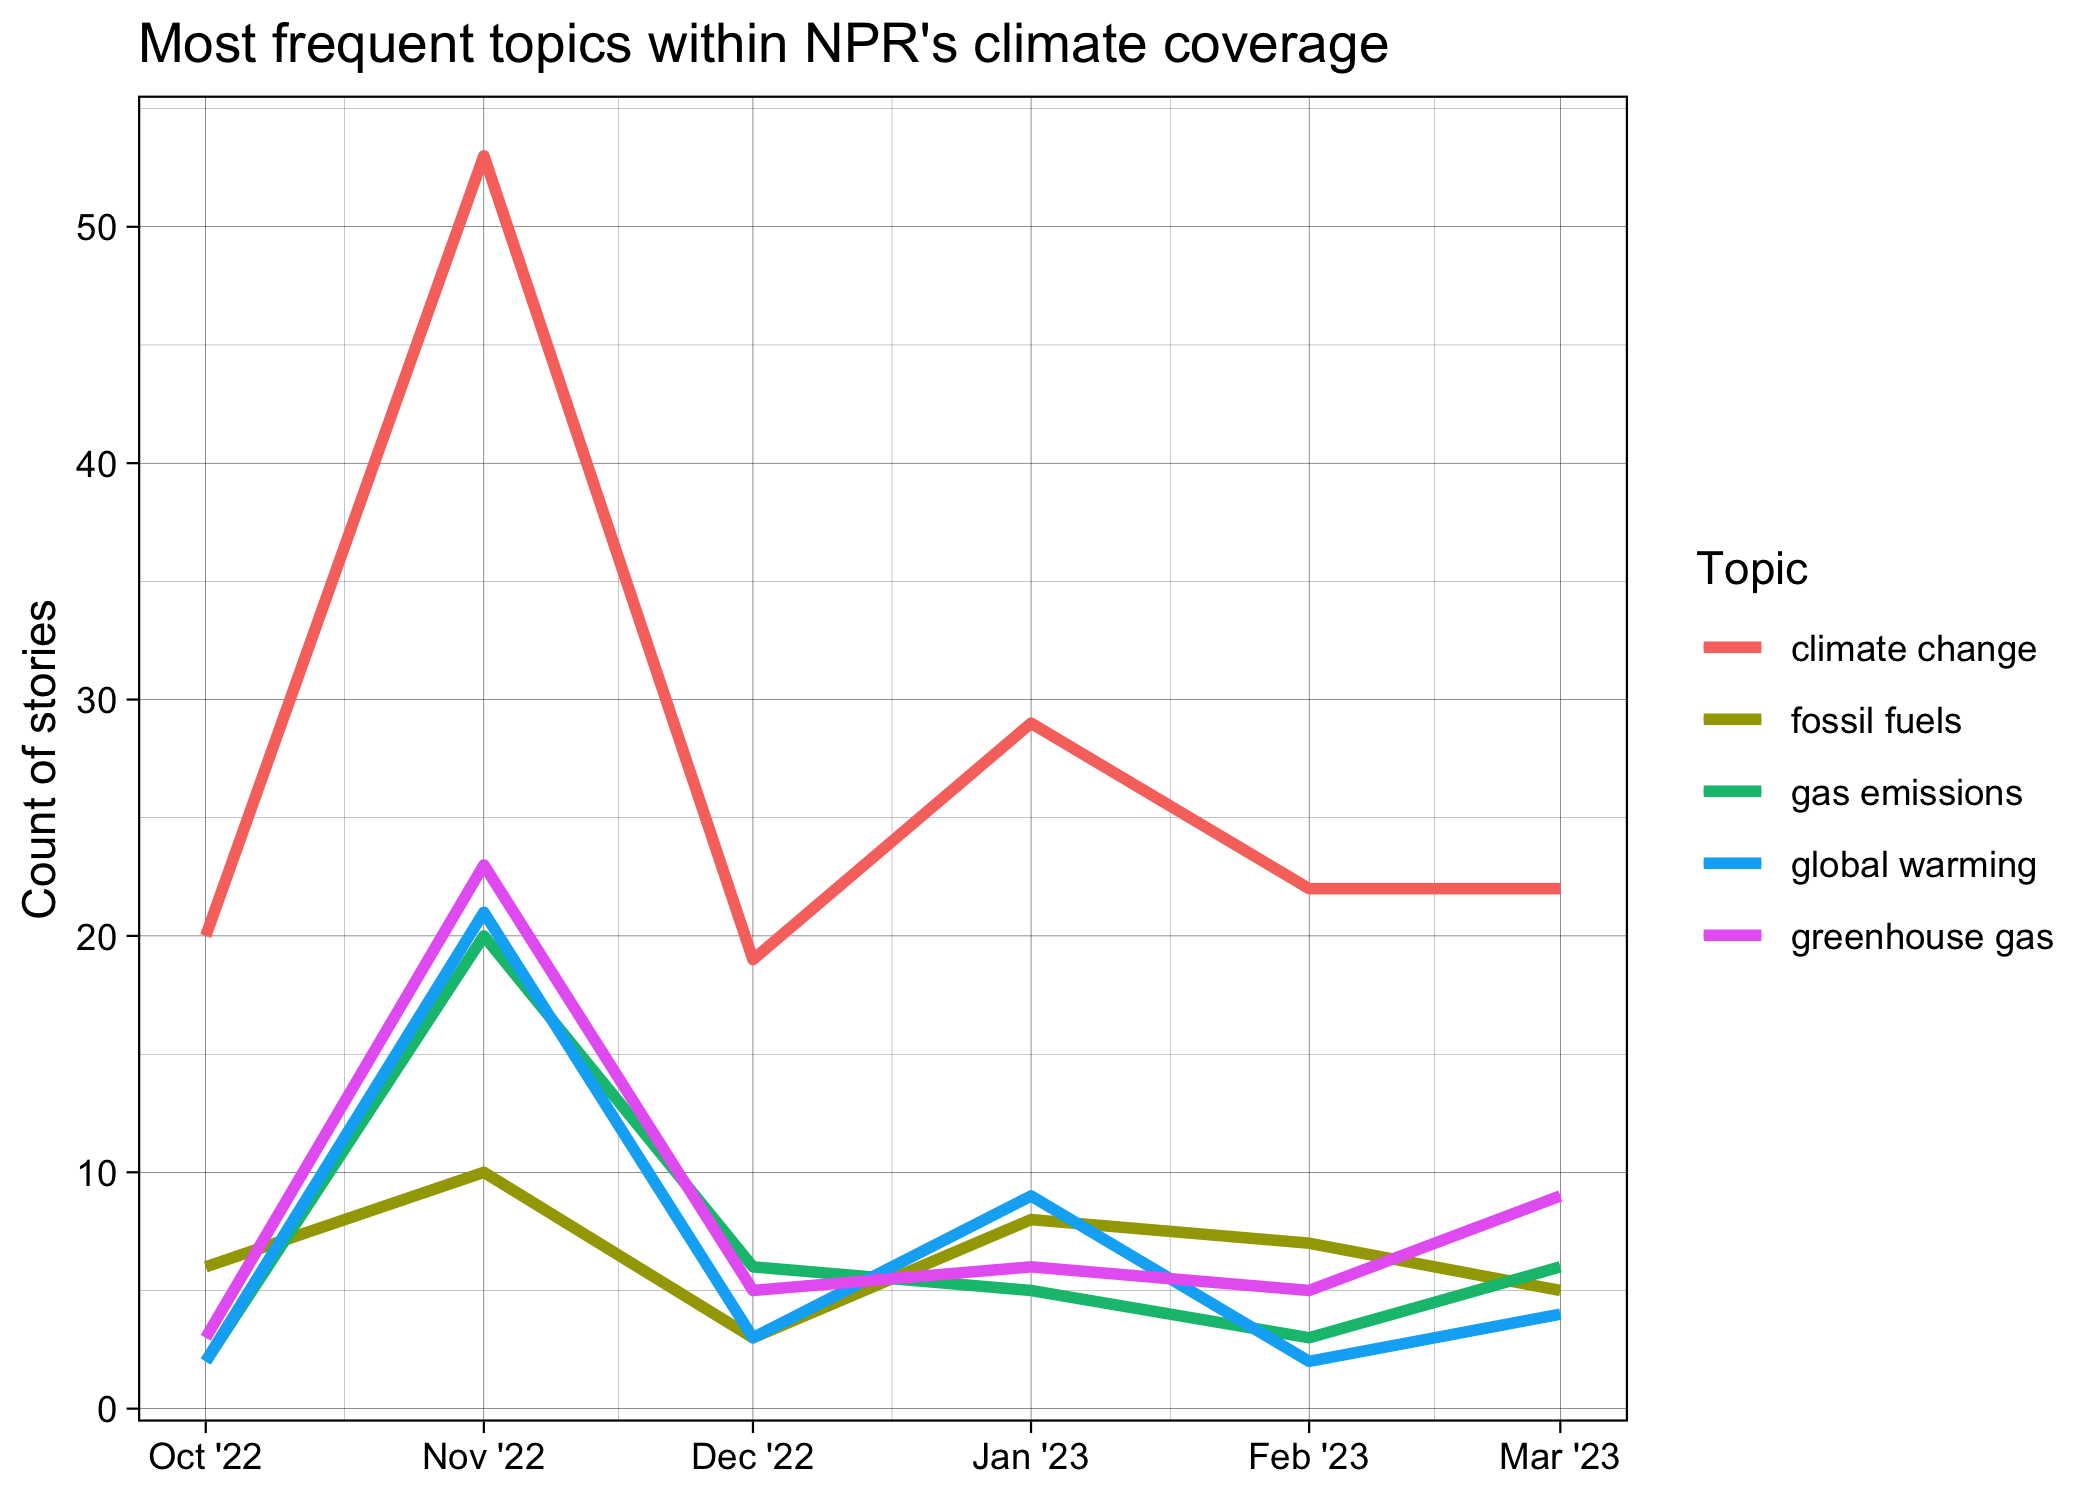 Most frequent topics within NPR's climate coverage
Count of stories
50
40
30
20
10
0
Oct '22
Nov '22
Dec '22
Jan '23
Feb '23
Mar '23
Topic
climate change
fossil fuels
gas emissions
global warming
greenhouse gas